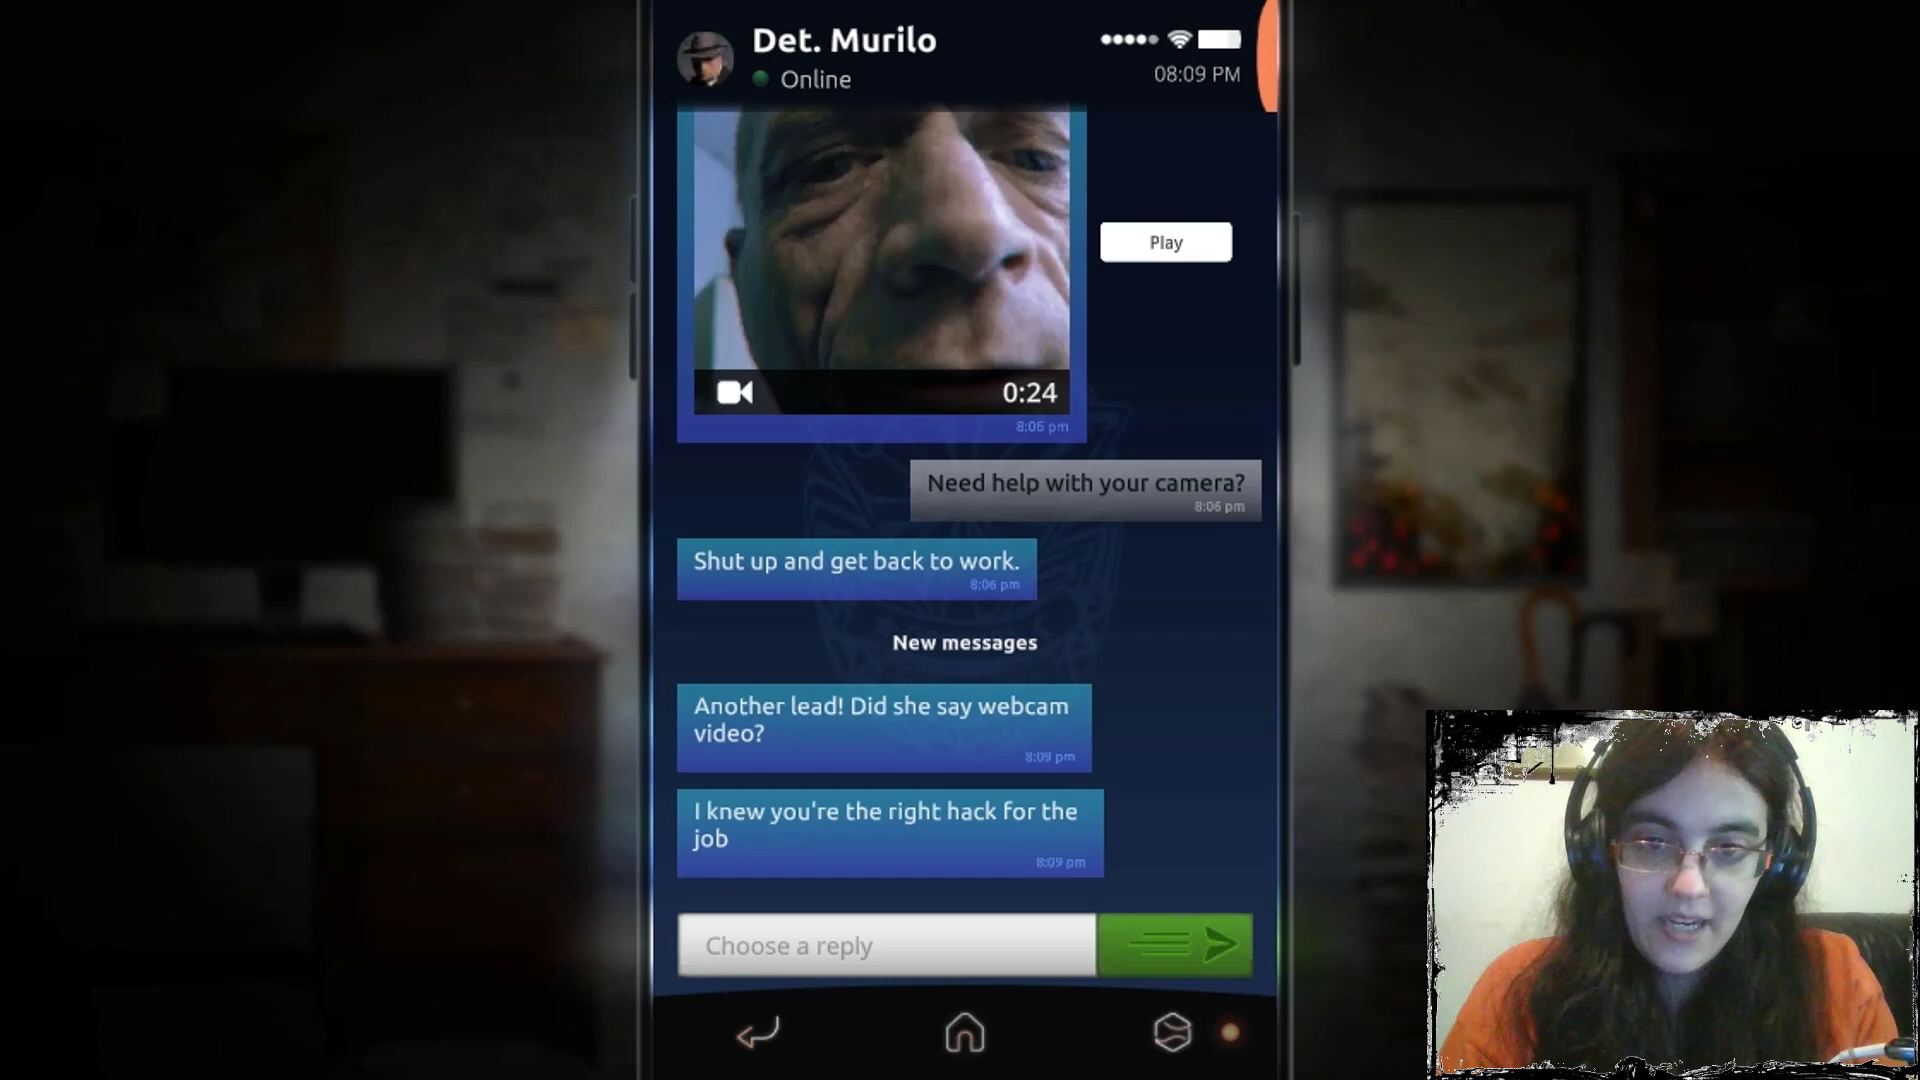 Det. Murilo
Online
08:09 PM
Play
0:24
8:06 pm
Need help with your camera?
8:06 pm
Shut up and get back to work.
8:06 pm
New messages
Another lead! Did she say webcam
video?
8:09 pm
I knew you're the right hack for the
job
8:09 pm
Choose a reply